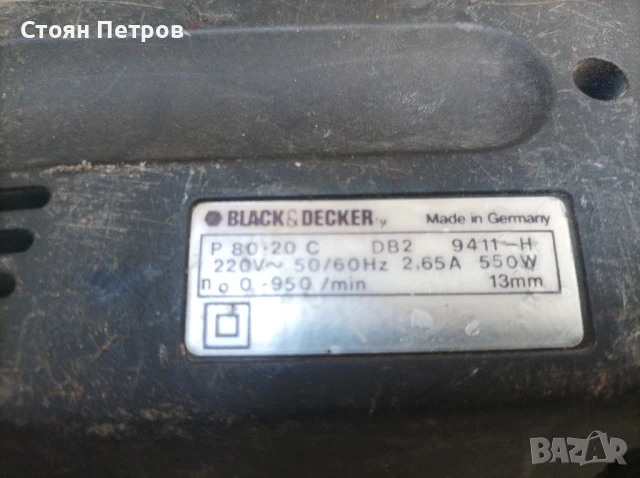 Стоян Петров
BLACK & DECKER Made in Germany
P 80·20 C DB2 9411-H
220V~ 50/60Hz 2,65A 550W
no 0 -950 /min 13mm
BAZAR